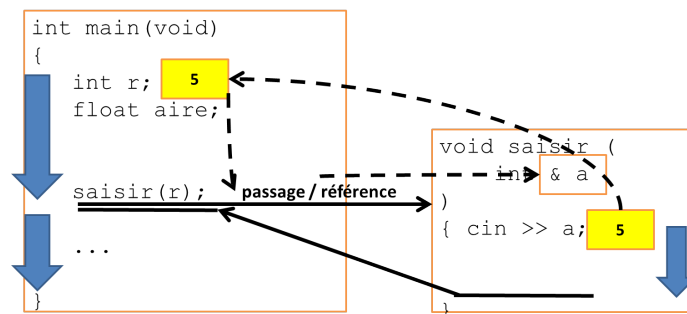 int main(void)
{
int r; 5
float aire;
saisir(r);
...
}
passage / référence
void saisir (
int & a
)
{ cin >> a; 5
}